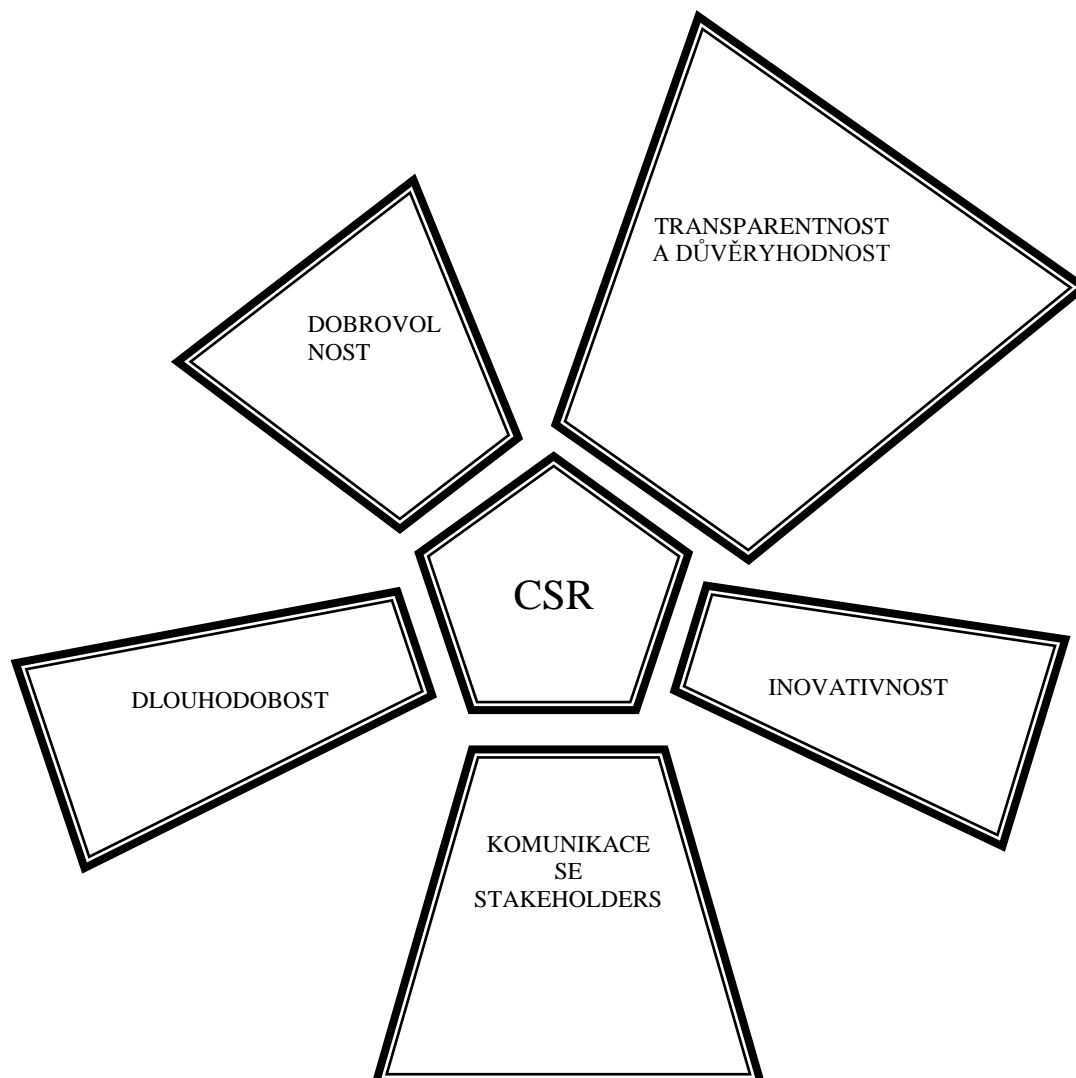 TRANSPARENTNOST
A DŮVĚRYHODNOST
DOBROVOL
NOST
CSR
DLOUHODOBOST
INOVATIVNOST
KOMUNIKACE
SE
STAKEHOLDERS